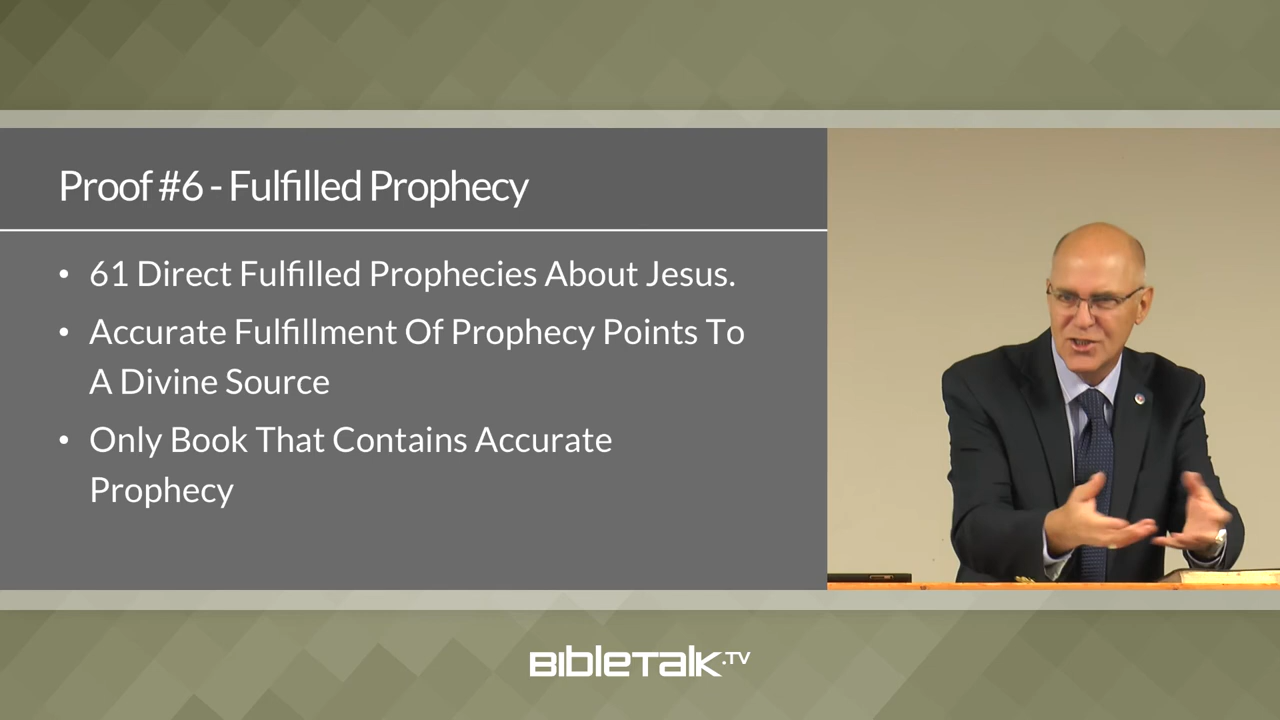 Proof #6 - Fulfilled Prophecy
• 61 Direct Fulfilled Prophecies About Jesus.
• Accurate Fulfillment Of Prophecy Points To
A Divine Source
• Only Book That Contains Accurate
Prophecy
BibleTalk.TV